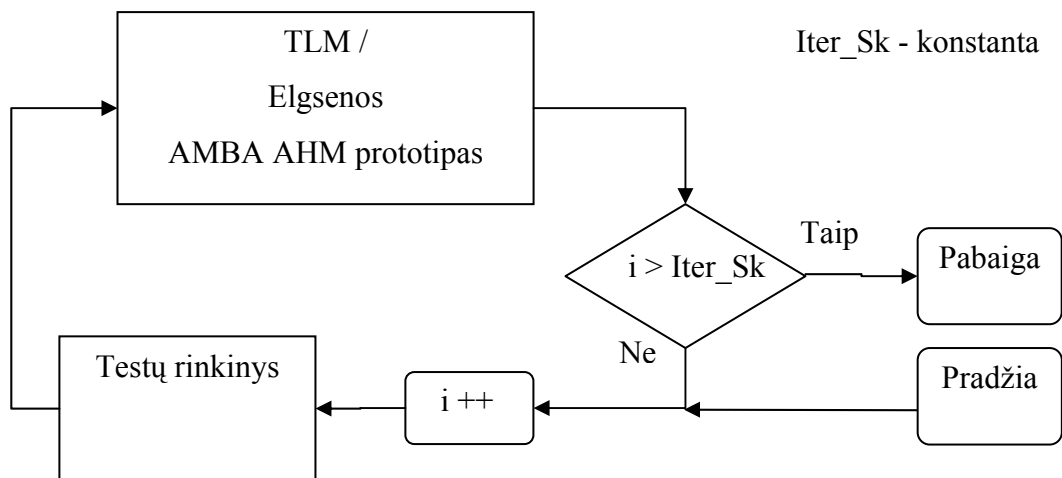 TLM /
Elgsenos
AMBA AHM prototipas
Iter_Sk - konstanta
i > Iter_Sk
Taip
Pabaiga
Ne
Pradžia
i ++
Testų rinkinys